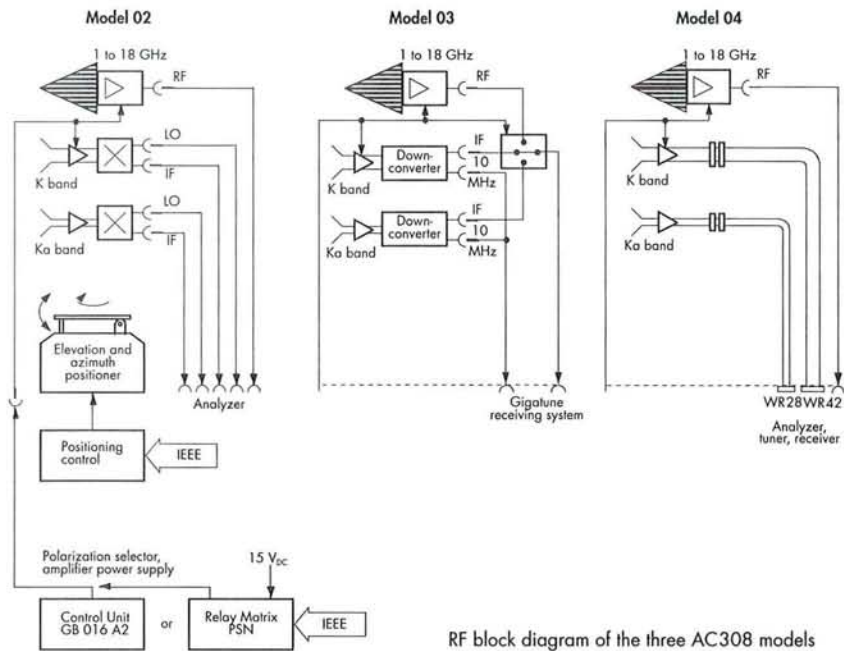 Model 02
Model 03
Model 04
1 to 18 GHz
RF
LO
IF
K band
LO
IF
Ka band
Elevation and
azimuth
positioner
Analyzer
Positioning
control
IEEE
Polarization selector,
amplifier power supply
15 VDC
Control Unit
GB 016 A2
or
Relay Matrix
PSN
IEEE
1 to 18 GHz
RF
K band
Down-
converter
IF
10
MHz
Ka band
Down-
converter
IF
10
MHz
Gigatune
receiving system
1 to 18 GHz
RF
K band
Ka band
WR28
WR42
Analyzer,
tuner, receiver
RF block diagram of the three AC308 models